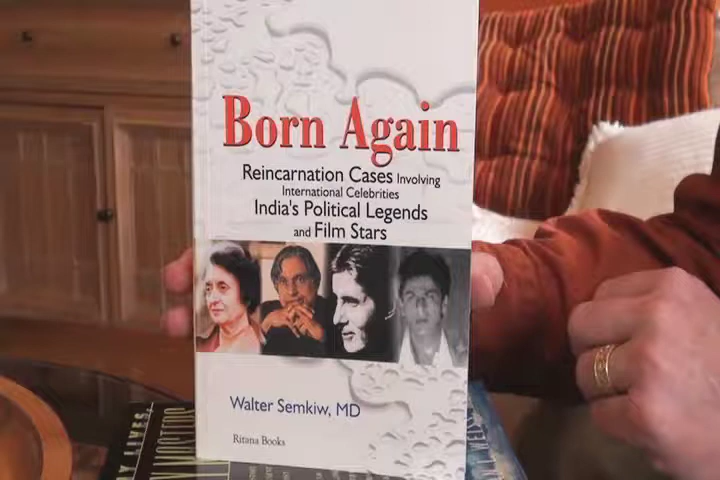 Born Again
Reincarnation Cases Involving
International Celebrities
India's Political Legends
and Film Stars
Walter Semkiw, MD
Ritana Books